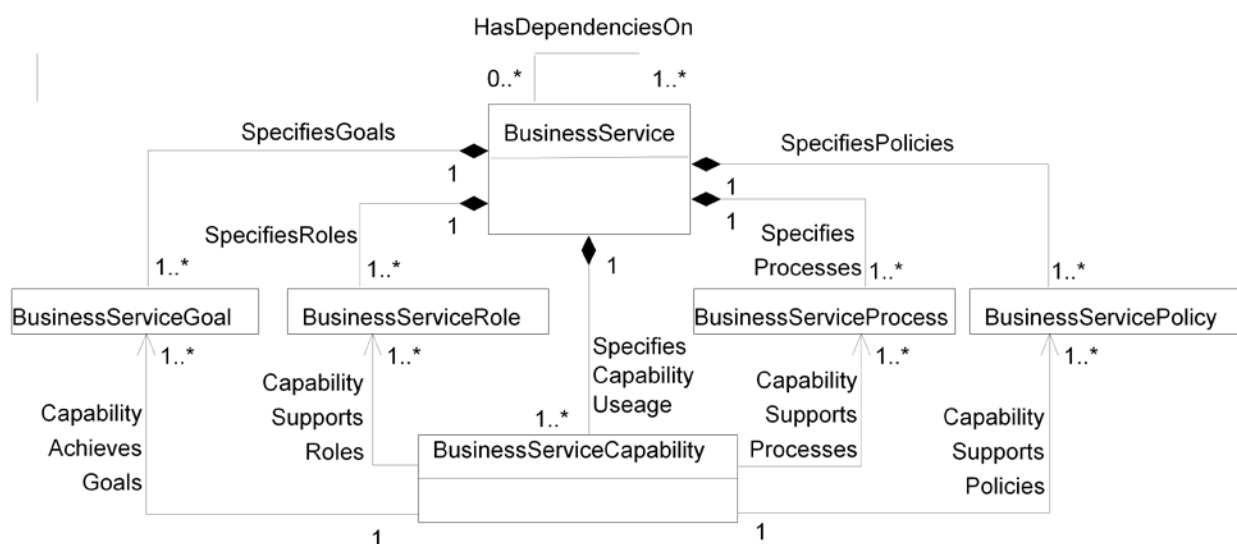 HasDependenciesOn
0..* 1..*
BusinessService
SpecifiesGoals
SpecifiesPolicies
1
1
1
1
SpecifiesRoles
Specifies
Processes
1
1..*
1..*
1..*
1..*
BusinessServiceGoal
BusinessServiceRole
BusinessServiceProcess
BusinessServicePolicy
1..*
1..*
1..*
1..*
Specifies
Capability
Useage
Capability
Achieves
Goals
Capability
Supports
Roles
Capability
Supports
Processes
Capability
Supports
Policies
1..*
BusinessServiceCapability
1
1